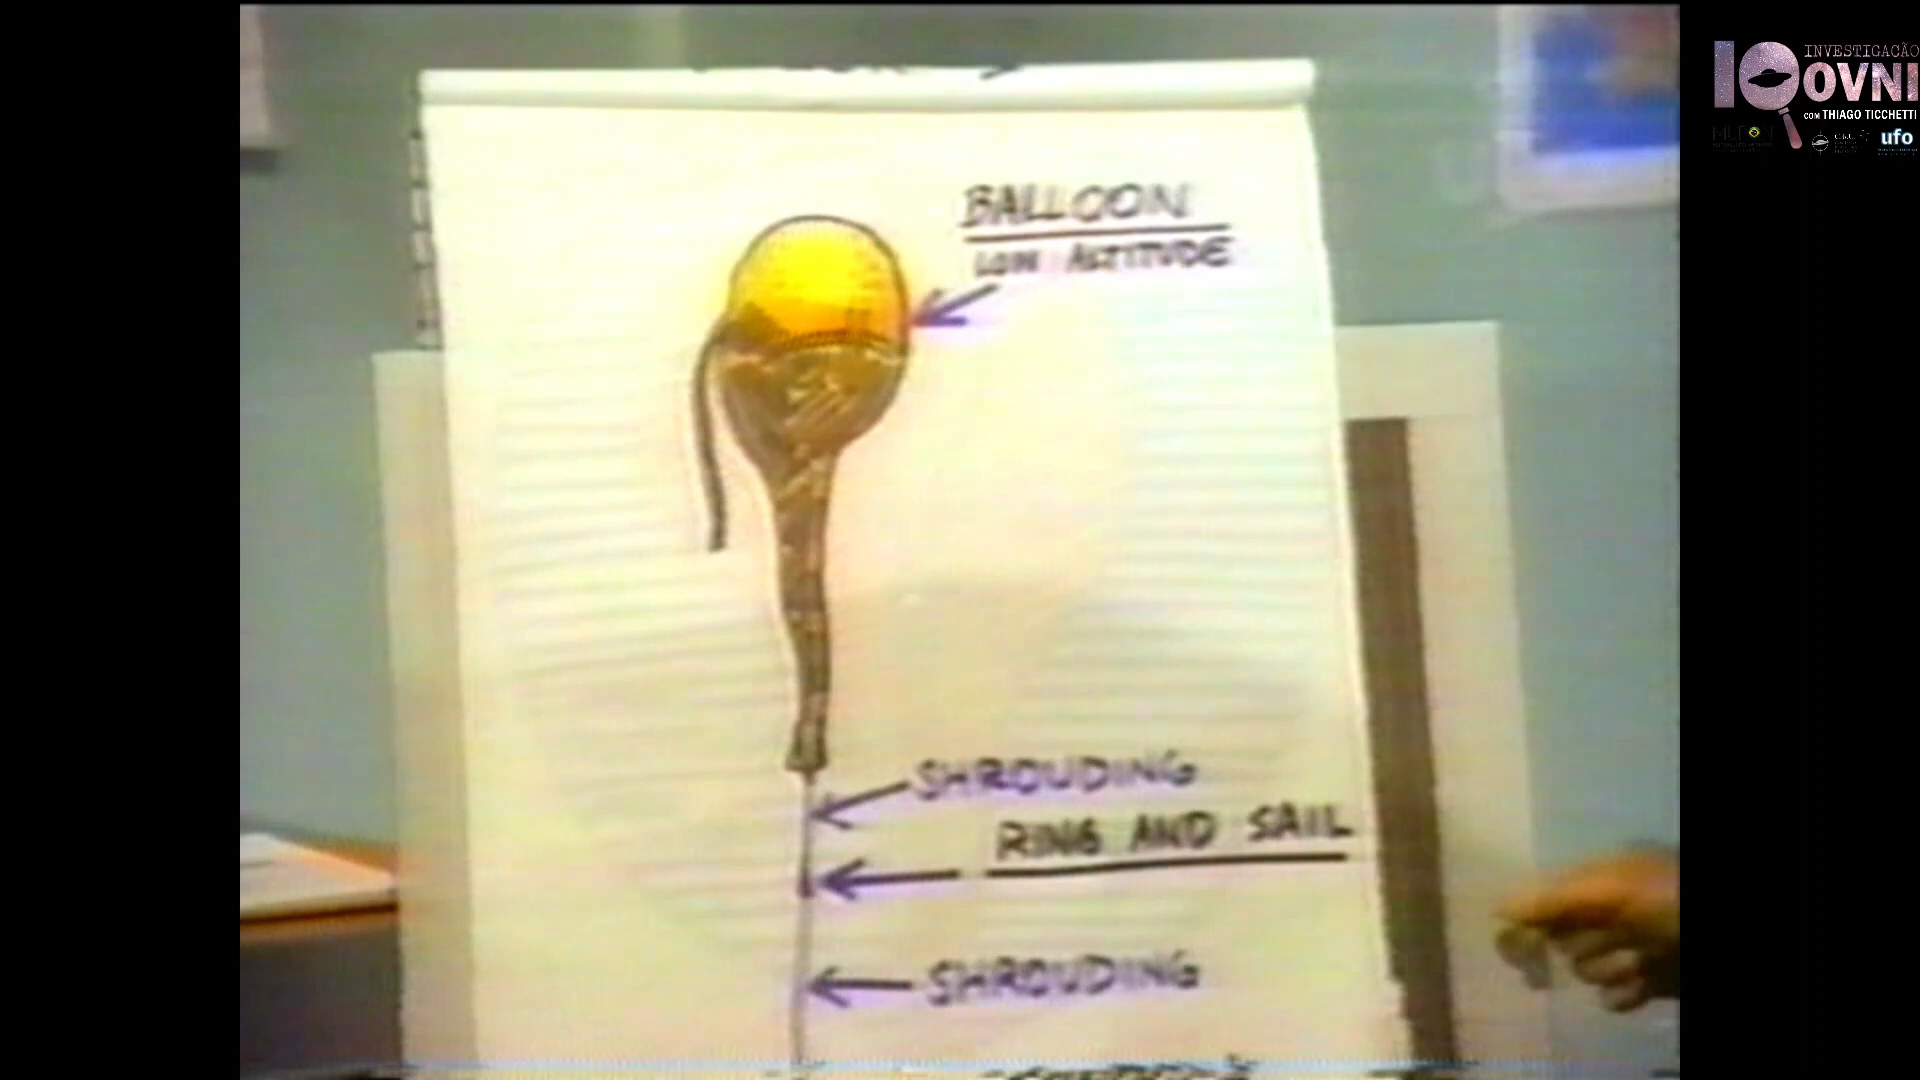 BALLOON
LOW ALTITUDE
SHROUDING
RING AND SAIL
SHROUDING
INVESTIGAÇÃO
OVNI
COM THIAGO TICCHETTI
ufo